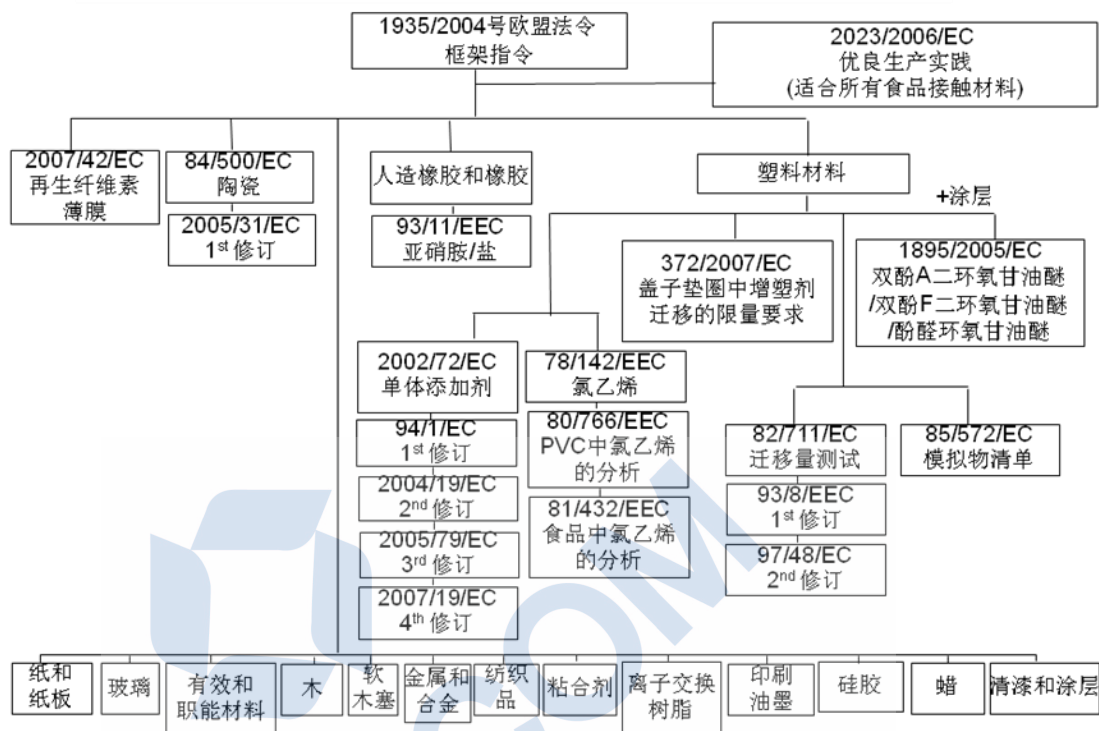 1935/2004号欧盟法令
框架指令
2023/2006/EC
优良生产实践
(适合所有食品接触材料)
2007/42/EC
再生纤维素
薄膜
84/500/EC
陶瓷
2005/31/EC
1st 修订
人造橡胶和橡胶
93/11/EEC
亚硝胺/盐
塑料材料
+涂层
372/2007/EC
盖子垫圈中增塑剂
迁移的限量要求
1895/2005/EC
双酚A二环氧甘油醚
/双酚F二环氧甘油醚
/酚醛环氧甘油醚
2002/72/EC
单体添加剂
94/1/EC
1st 修订
2004/19/EC
2nd 修订
2005/79/EC
3rd 修订
2007/19/EC
4th 修订
78/142/EEC
氯乙烯
80/766/EEC
PVC中氯乙烯
的分析
81/432/EEC
食品中氯乙烯
的分析
82/711/EC
迁移量测试
93/8/EEC
1st 修订
97/48/EC
2nd 修订
85/572/EC
模拟物清单
纸和
纸板
玻璃
有效和
职能材料
木
软
木塞
金属和
合金
纺织
品
粘合剂
离子交换
树脂
印刷
油墨
硅胶
蜡
清漆和涂层
COM